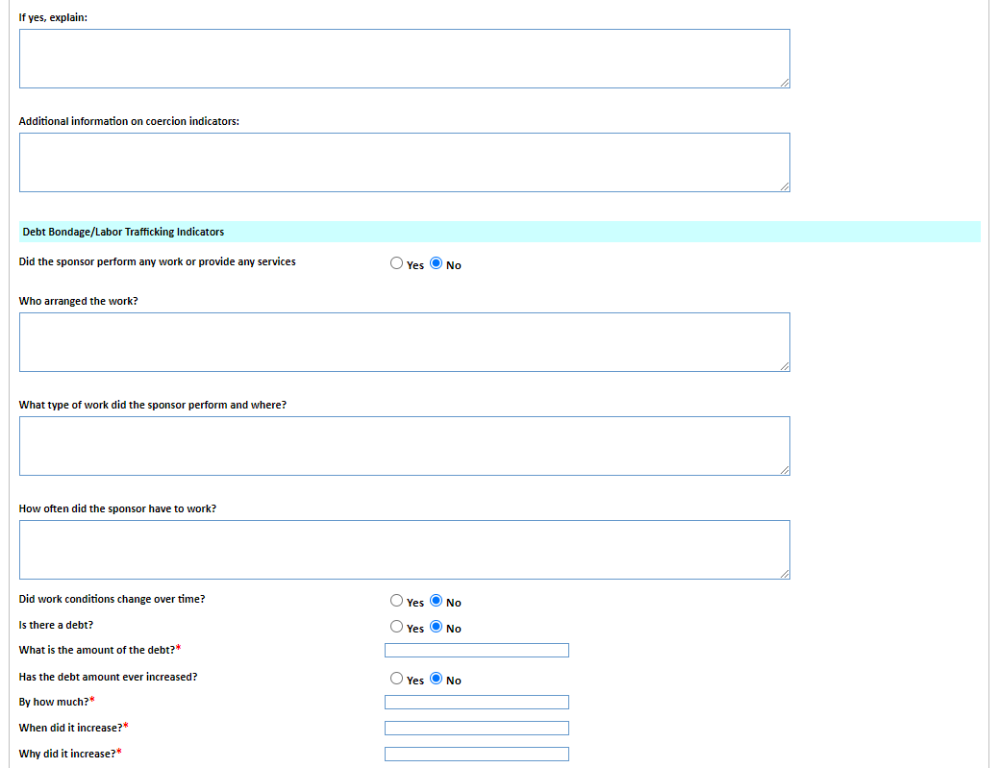 If yes, explain:
Additional information on coercion indicators:
Debt Bondage/Labor Trafficking Indicators
Did the sponsor perform any work or provide any services Yes No
Who arranged the work?
What type of work did the sponsor perform and where?
How often did the sponsor have to work?
Did work conditions change over time? Yes No
Is there a debt? Yes No
What is the amount of the debt?*
Has the debt amount ever increased? Yes No
By how much?*
When did it increase?*
Why did it increase?*